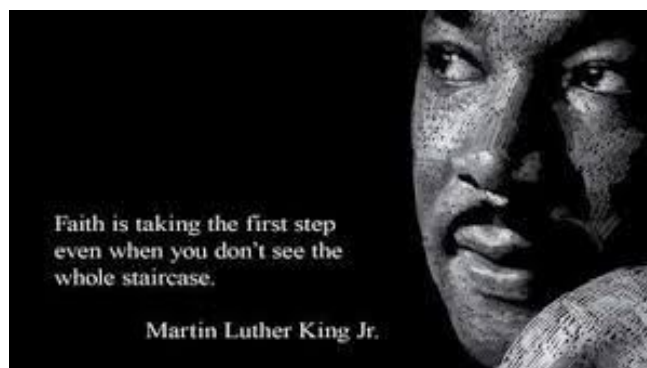 Faith is taking the first step
even when you don't see the
whole staircase.
Martin Luther King Jr.